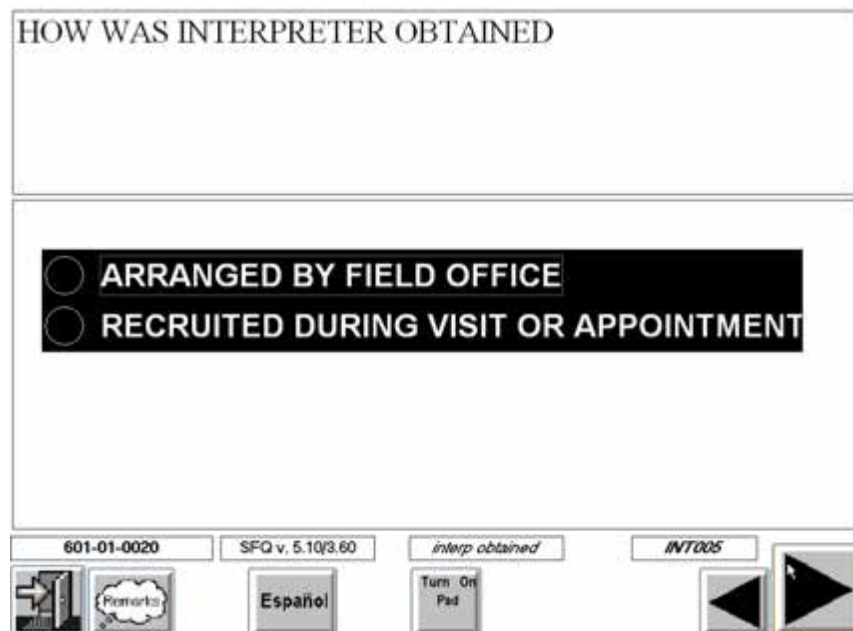 HOW WAS INTERPRETER OBTAINED
ARRANGED BY FIELD OFFICE
RECRUITED DURING VISIT OR APPOINTMENT
601-01-0020 SFQ v. 5.10/3.60 interp obtained INT005
Remarks Español Turn On
Pad